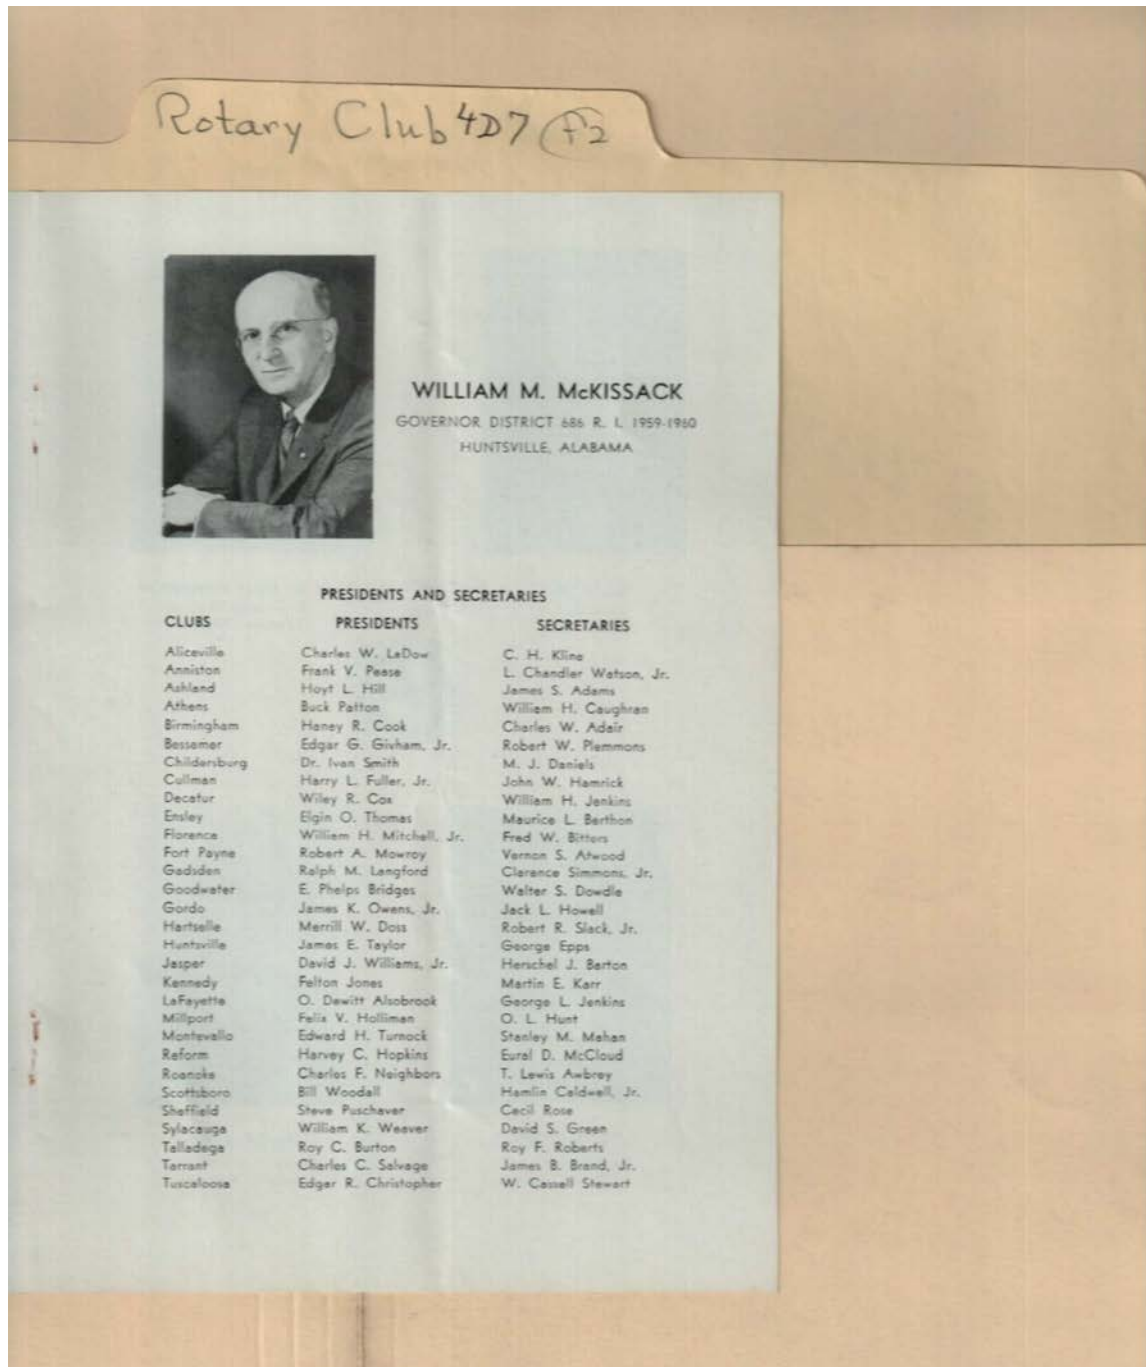 Rotary Club 4D7 F2
WILLIAM M. McKISSACK
GOVERNOR DISTRICT 686 R. I. 1959-1960
HUNTSVILLE, ALABAMA
PRESIDENTS AND SECRETARIES
CLUBS PRESIDENTS SECRETARIES
Aliceville Charles W. LaDow C. H. Kline
Anniston Frank V. Pease L. Chandler Watson, Jr.
Ashland Hoyt L. Hill James S. Adams
Athens Buck Patton William H. Caughran
Birmingham Haney R. Cook Charles W. Adair
Bessemer Edgar G. Givham, Jr. Robert W. Plemmons
Childersburg Dr. Ivan Smith M. J. Daniels
Cullman Harry L. Fuller, Jr. John W. Hamrick
Decatur Wiley R. Cox William H. Jenkins
Ensley Elgin O. Thomas Maurice L. Berthon
Florence William H. Mitchell, Jr. Fred W. Bitters
Fort Payne Robert A. Mowroy Vernon S. Atwood
Gadsden Ralph M. Langford Clarence Simmons, Jr.
Goodwater E. Phelps Bridges Walter S. Dowdle
Gordo James K. Owens, Jr. Jack L. Howell
Hartselle Merrill W. Doss Robert R. Slack, Jr.
Huntsville James E. Taylor George Epps
Jasper David J. Williams, Jr. Herschel J. Barton
Kennedy Felton Jones Martin E. Karr
LaFayette O. Dewitt Alsobrook George L. Jenkins
Millport Felix V. Holliman O. L. Hunt
Montevallo Edward H. Turnock Stanley M. Mahan
Reform Harvey C. Hopkins Eural D. McCloud
Roanoke Charles F. Neighbors T. Lewis Awbrey
Scottsboro Bill Woodall Hamlin Caldwell, Jr.
Sheffield Steve Puschaver Cecil Rose
Sylacauga William K. Weaver David S. Green
Talladega Roy C. Burton Roy F. Roberts
Tarrant Charles C. Salvage James B. Brand, Jr.
Tuscaloosa Edgar R. Christopher W. Cassell Stewart